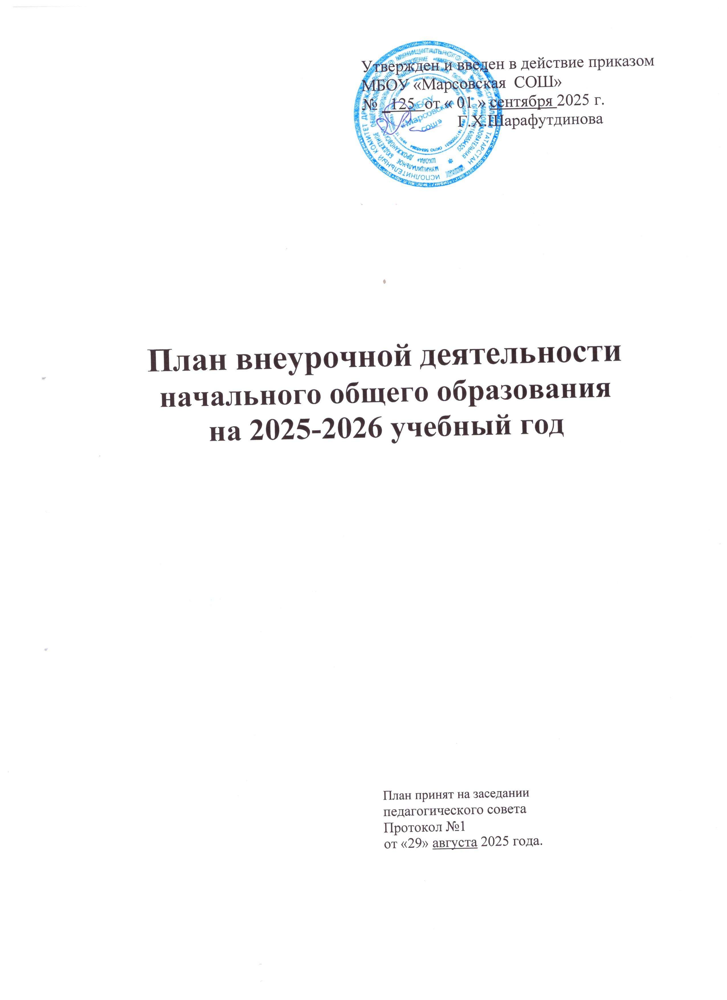 Утвержден и введен в действие приказом
МБОУ «Марсовская СОШ»
№ 125 от « 01 » сентября 2025 г.
Г.Х.Шарафутдинова
МБОУ
«Марсовская
сош»
План внеурочной деятельности
начального общего образования
на 2025-2026 учебный год
План принят на заседании
педагогического совета
Протокол №1
от «29» августа 2025 года.